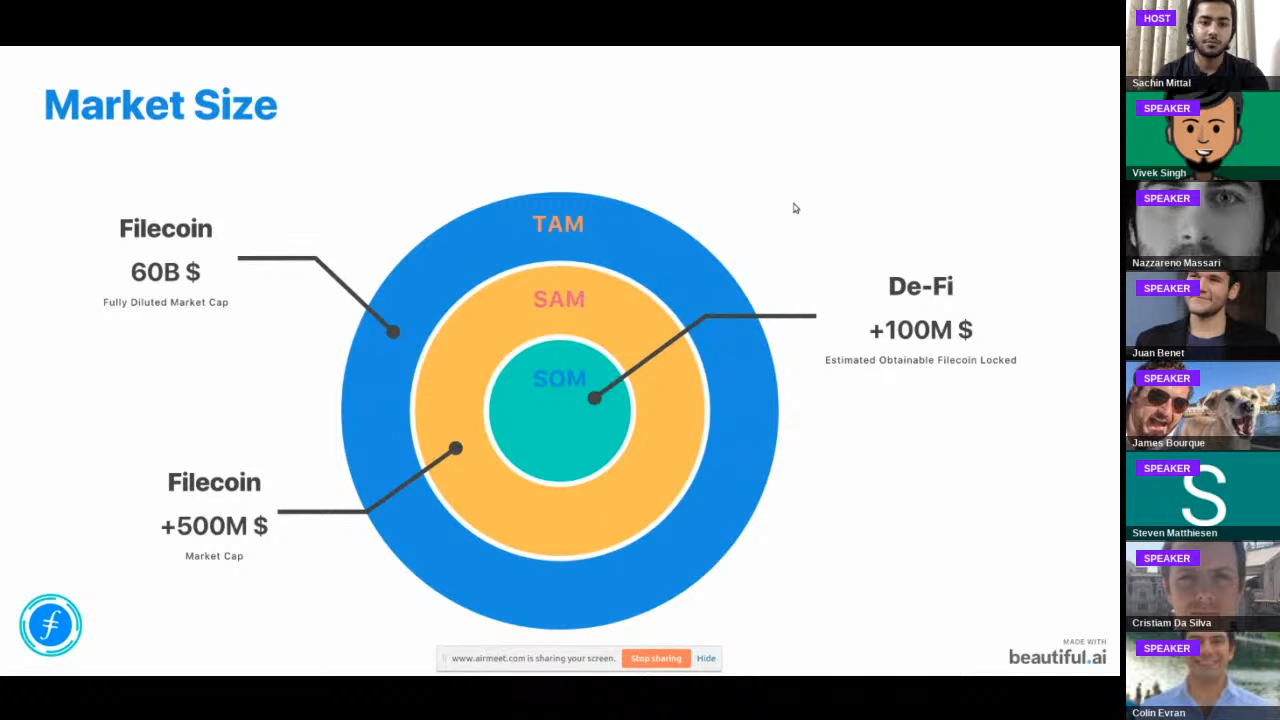 Market Size
Filecoin
60B $
Fully Diluted Market Cap
TAM
SAM
SOM
De-Fi
+100M $
Estimated Obtainable Filecoin Locked
Filecoin
+500M $
Market Cap
www.airmeet.com is sharing your screen. Stop sharing Hide
MADE WITH
beautiful.ai
HOST
Sachin Mittal
SPEAKER
Vivek Singh
SPEAKER
Nazzareno Massari
SPEAKER
Juan Benet
SPEAKER
James Bourque
SPEAKER
S
Steven Matthiesen
SPEAKER
Cristiam Da Silva
SPEAKER
Colin Evran